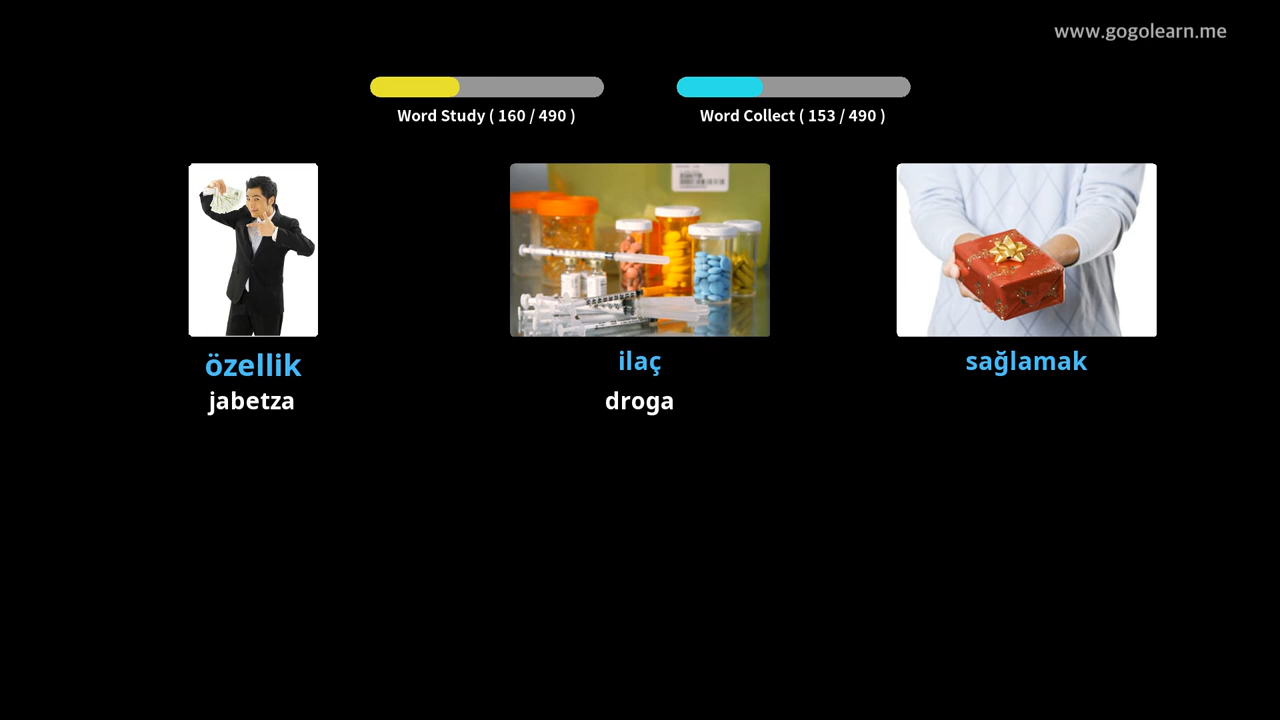 www.gogolearn.me
Word Study ( 160 / 490 )
Word Collect ( 153 / 490 )
özellik
ilaç
sağlamak
jabetza
droga